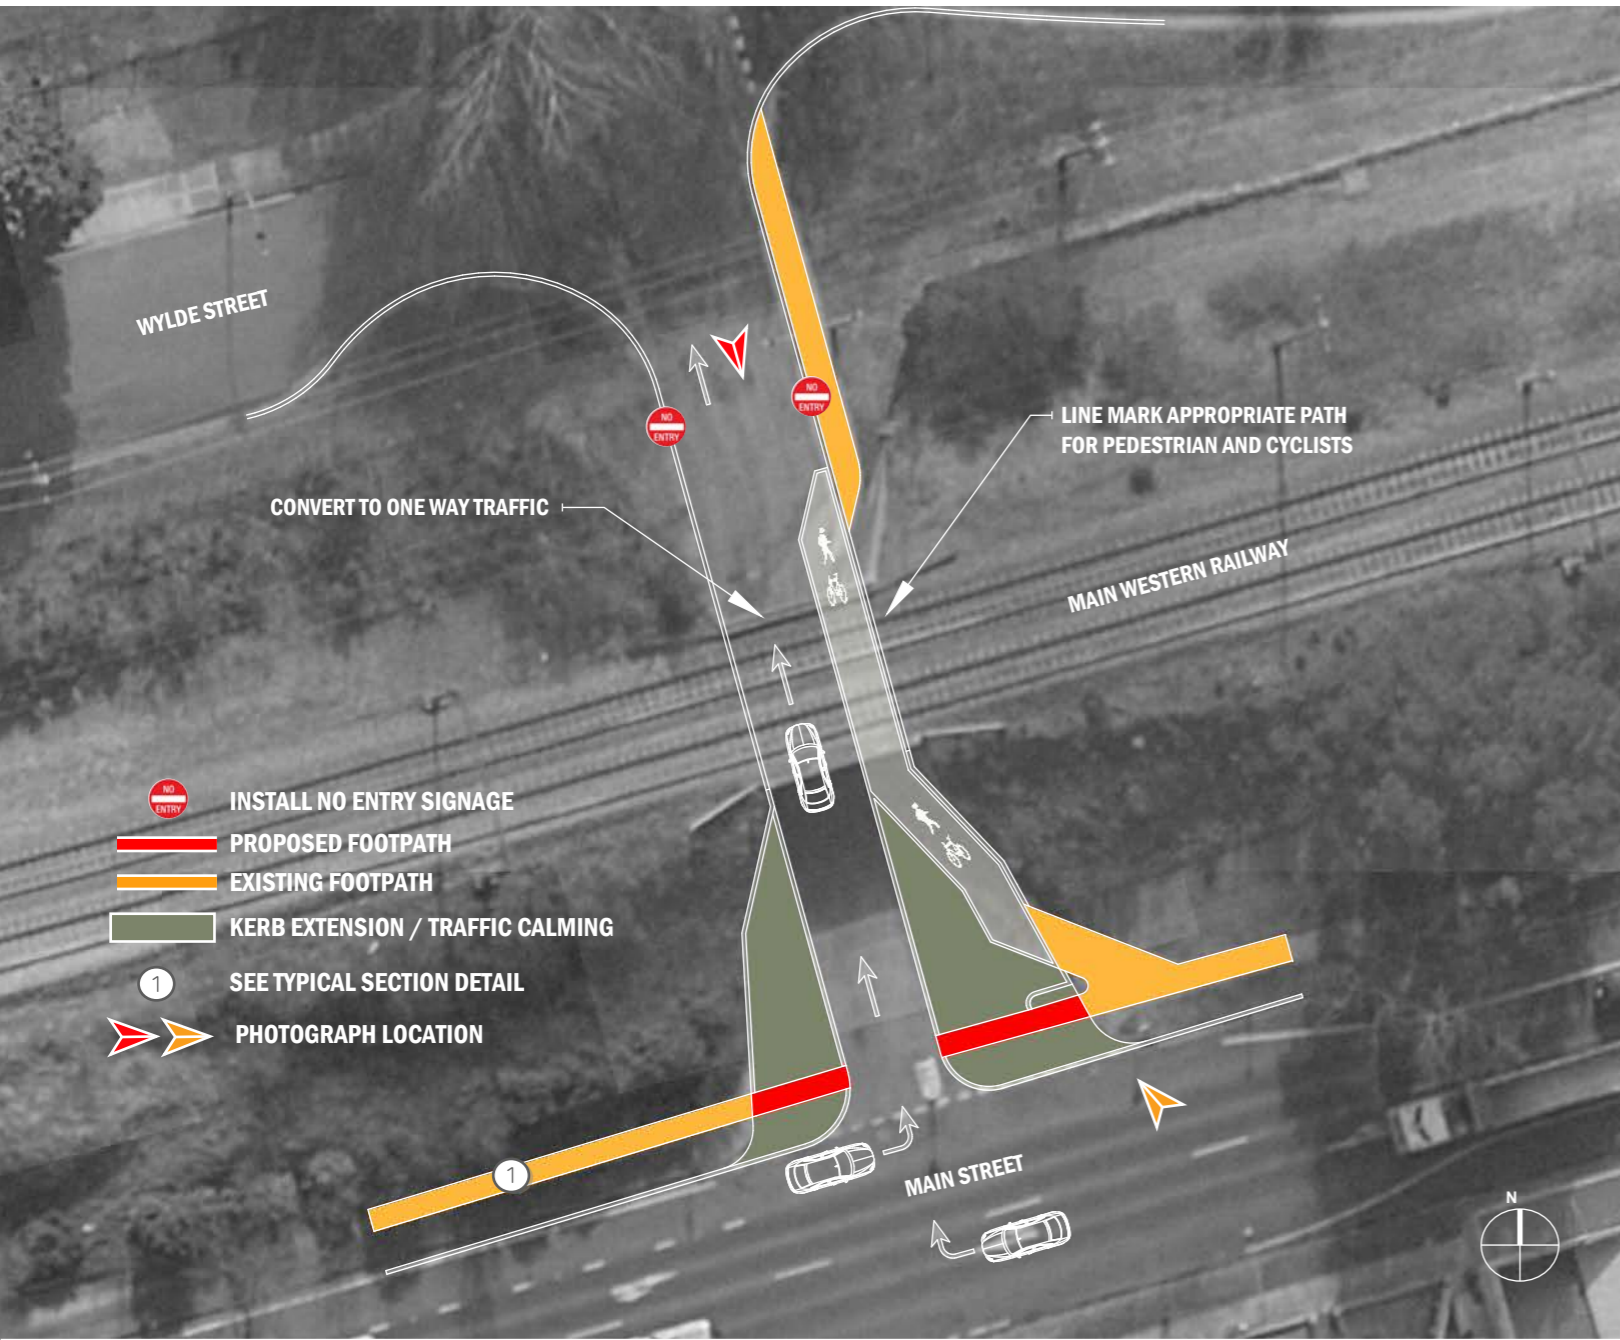 WYLDE STREET
NO
ENTRY
NO
ENTRY
LINE MARK APPROPRIATE PATH
FOR PEDESTRIAN AND CYCLISTS
CONVERT TO ONE WAY TRAFFIC
MAIN WESTERN RAILWAY
NO
ENTRY
INSTALL NO ENTRY SIGNAGE
PROPOSED FOOTPATH
EXISTING FOOTPATH
KERB EXTENSION / TRAFFIC CALMING
1
SEE TYPICAL SECTION DETAIL
PHOTOGRAPH LOCATION
1
MAIN STREET
N